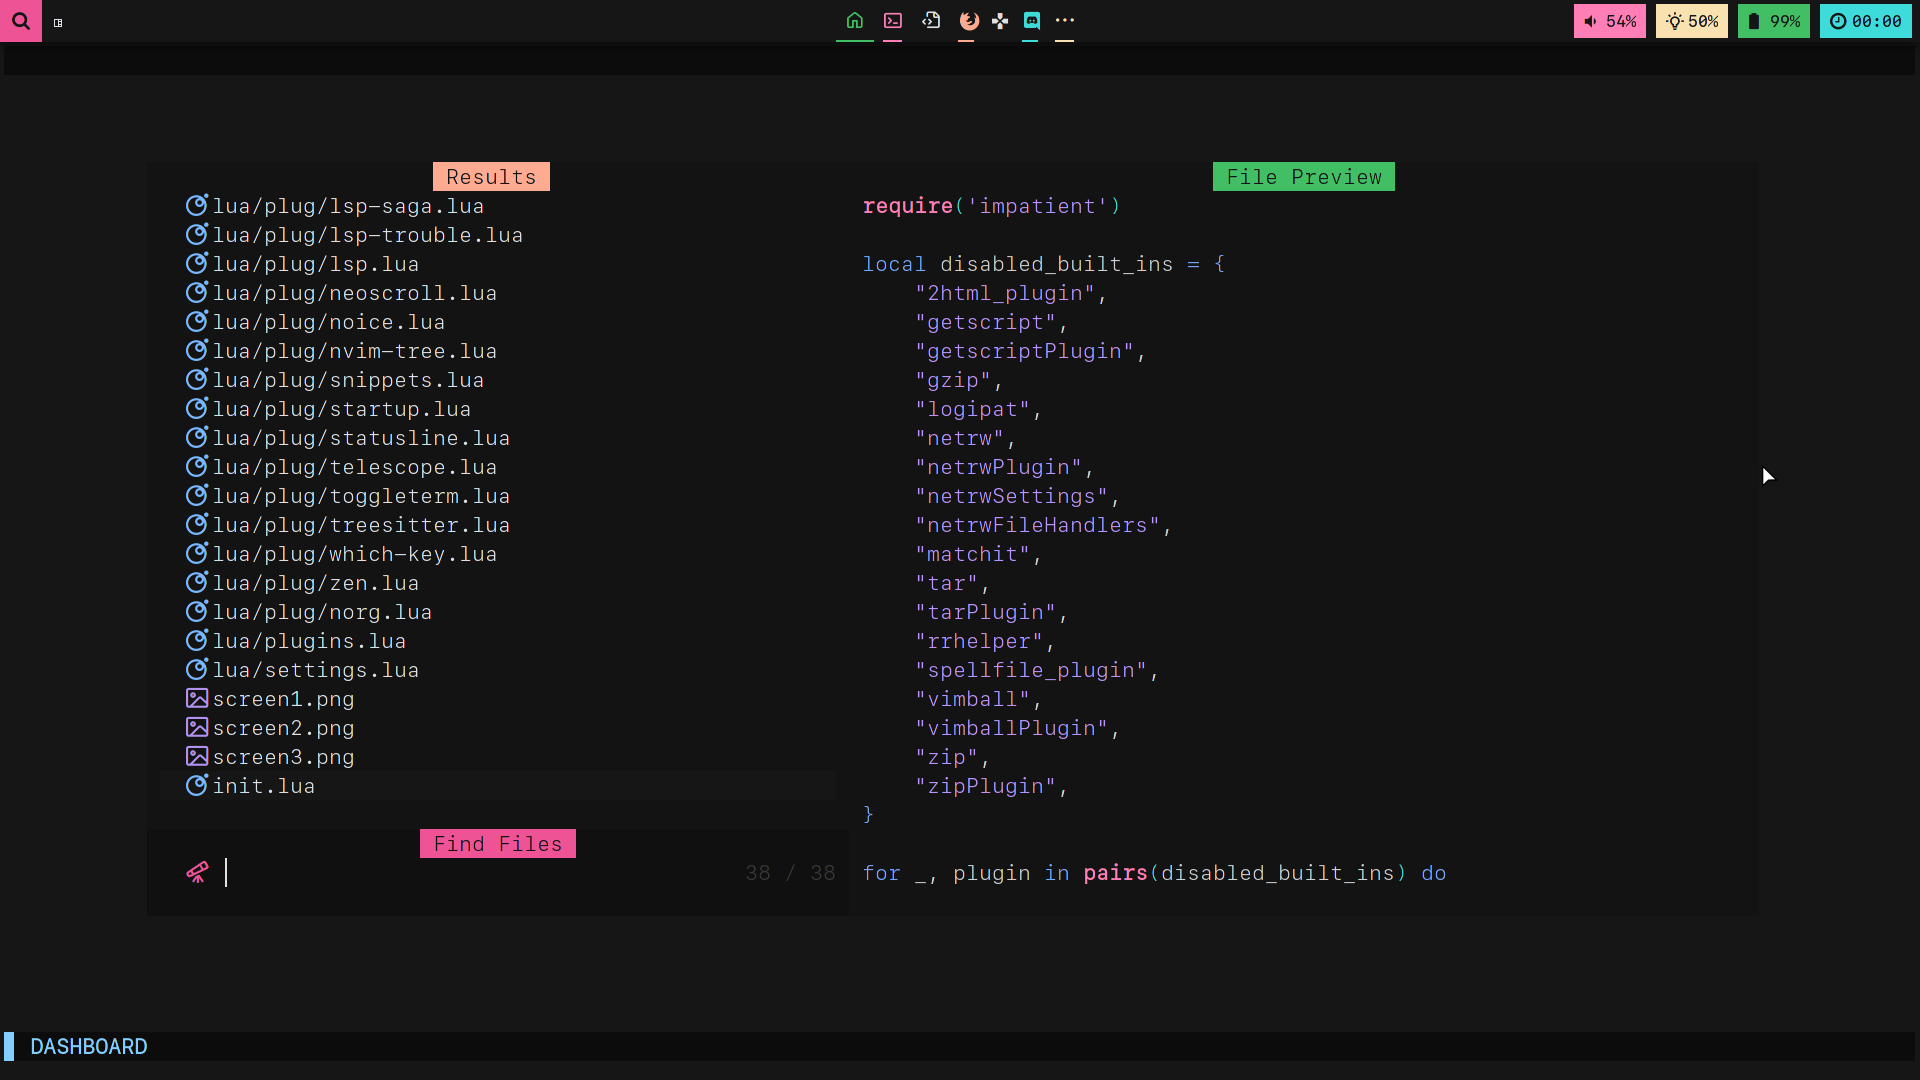 54%
50%
99%
00:00
Results
lua/plug/lsp-saga.lua
lua/plug/lsp-trouble.lua
lua/plug/lsp.lua
lua/plug/neoscroll.lua
lua/plug/noice.lua
lua/plug/nvim-tree.lua
lua/plug/snippets.lua
lua/plug/startup.lua
lua/plug/statusline.lua
lua/plug/telescope.lua
lua/plug/toggleterm.lua
lua/plug/treesitter.lua
lua/plug/which-key.lua
lua/plug/zen.lua
lua/plug/norg.lua
lua/plugins.lua
lua/settings.lua
screen1.png
screen2.png
screen3.png
init.lua
Find Files
38 / 38
File Preview
require('impatient')
local disabled_built_ins = {
"2html_plugin",
"getscript",
"getscriptPlugin",
"gzip",
"logipat",
"netrw",
"netrwPlugin",
"netrwSettings",
"netrwFileHandlers",
"matchit",
"tar",
"tarPlugin",
"rrhelper",
"spellfile_plugin",
"vimball",
"vimballPlugin",
"zip",
"zipPlugin",
}
for _, plugin in pairs(disabled_built_ins) do
DASHBOARD